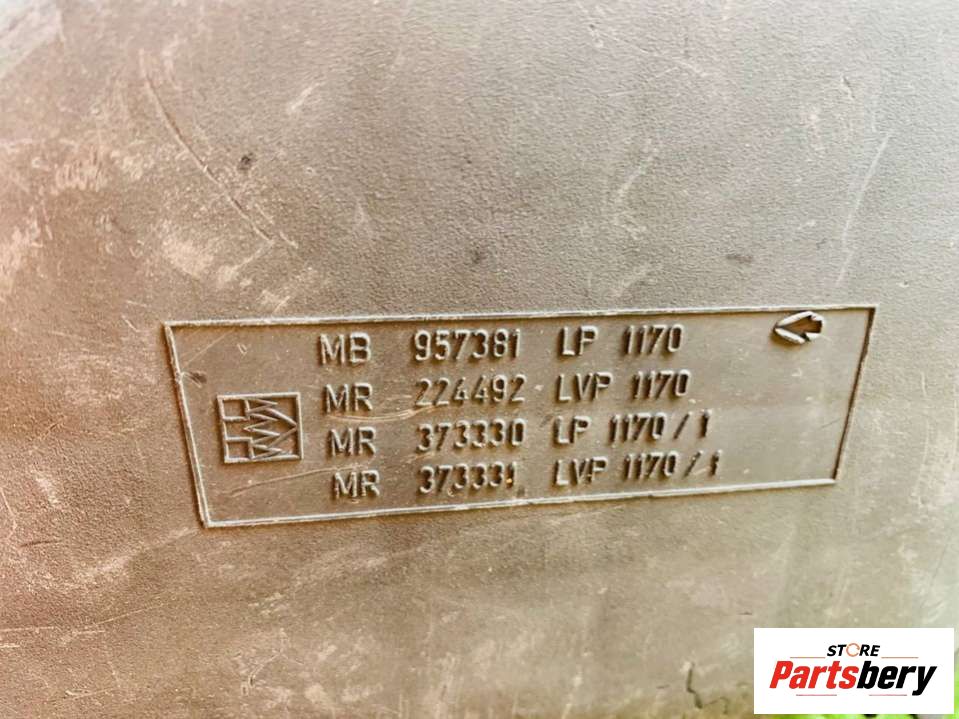 MB 957381 LP 1170
MR 224492 LVP 1170
MR 373330 LP 1170/1
MR 373331 LVP 1170/1
STORE
Partsbery